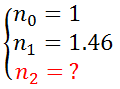 n₀ = 1
n₁ = 1.46
n₂ = ?